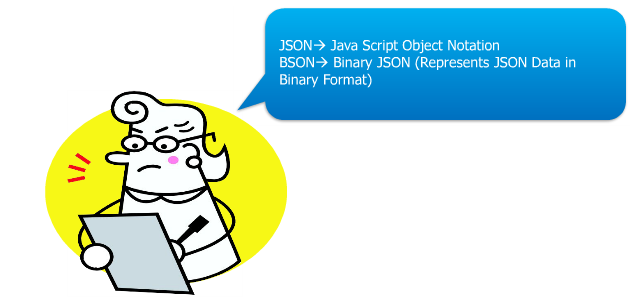 JSON→ Java Script Object Notation
BSON→ Binary JSON (Represents JSON Data in
Binary Format)